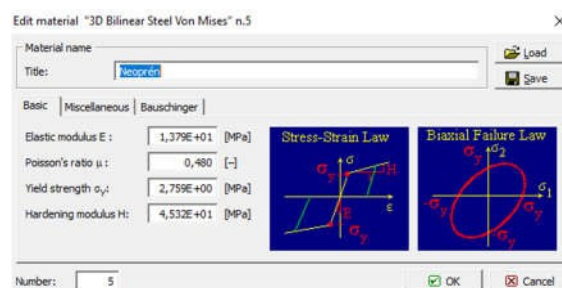 Edit material "3D Bilinear Steel Von Mises" n.5
Material name
Title: Neoprén
Load
Save
Basic Miscellaneous Bauschinger
Elastic modulus E : 1,379E+01 [MPa]
Poisson's ratio μ : 0,480 [-]
Yield strength σy: 2,759E+00 [MPa]
Hardening modulus H: 4,532E+01 [MPa]
Stress-Strain Law
σ
σy
H
ε
E
σy
Biaxial Failure Law
σy σ2
σ1
-σy σy
-σy
Number: 5
OK Cancel